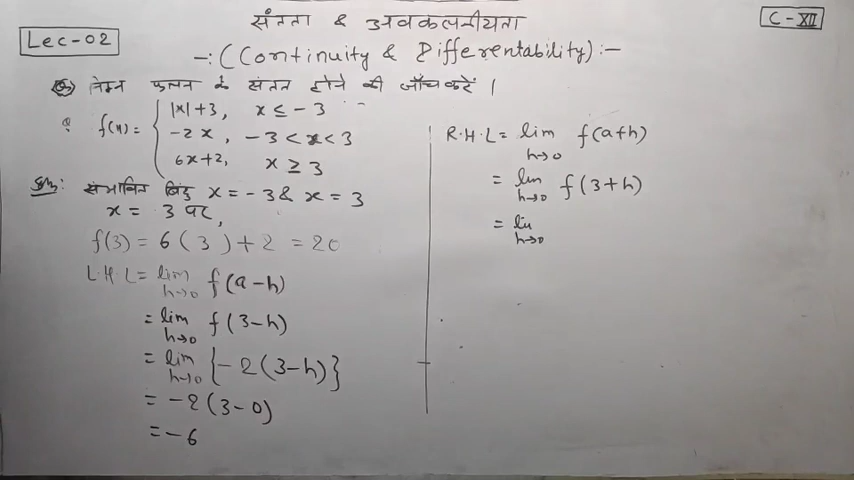 संतता & अवकलनीयता
C-XII
Lec-02
-:(Continuity & Differentability):-
निम्न फलन के संतत होने की जाँच करें |
f(x)= { |x|+3, x ≤ -3
-2x, -3 < x < 3
6x+2, x ≥ 3
संभावित बिंदु x = -3 & x = 3
x = 3 पर,
f(3) = 6(3)+2 = 20
L.H.L = lim h→0 f(a-h)
= lim h→0 f(3-h)
= lim h→0 {-2(3-h)}
= -2(3-0)
= -6
R.H.L = lim h→0 f(a+h)
= lim h→0 f(3+h)
= lim h→0